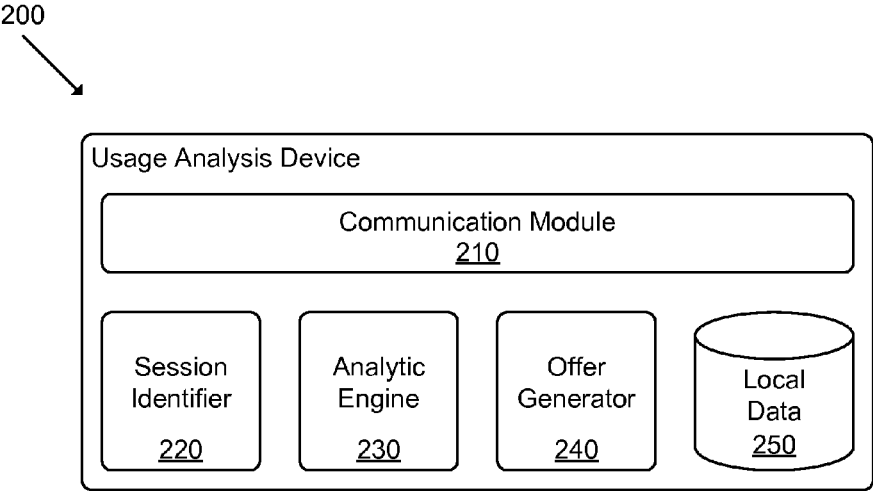 200
Usage Analysis Device
Communication Module
210
Session
Identifier
220
Analytic
Engine
230
Offer
Generator
240
Local
Data
250